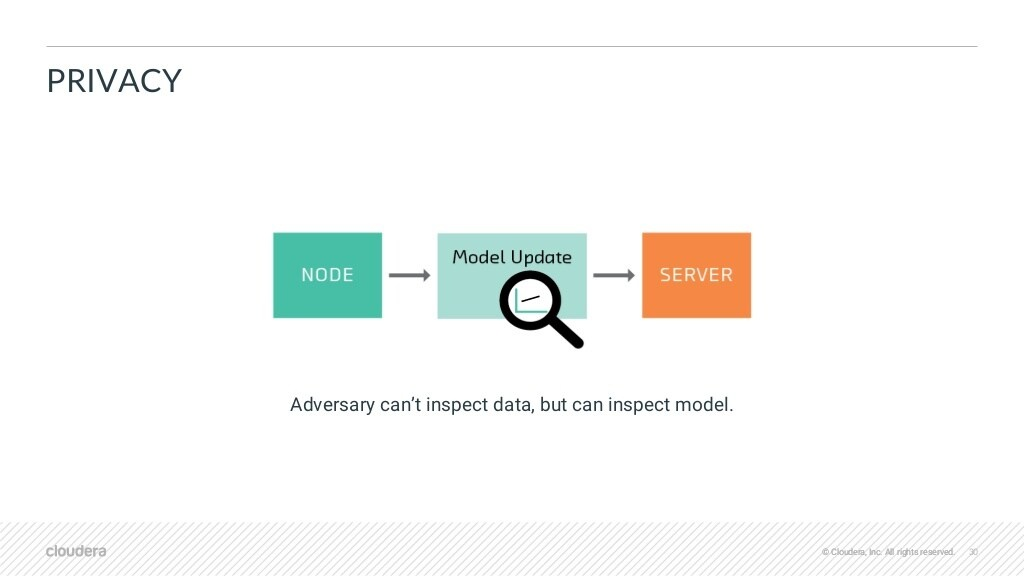 PRIVACY
NODE
Model Update
SERVER
Adversary can’t inspect data, but can inspect model.
cloudera
© Cloudera, Inc. All rights reserved. 30